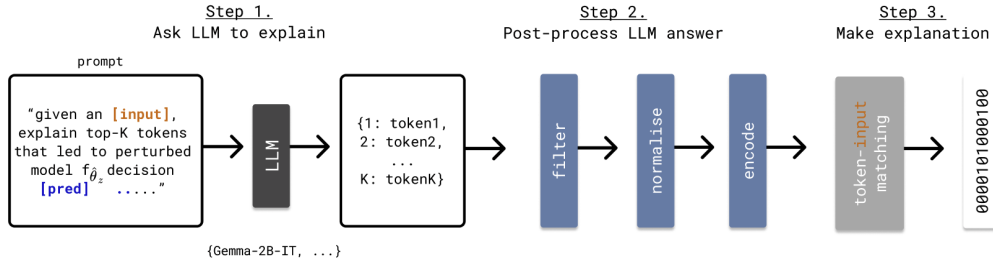 Step 1.
Ask LLM to explain
prompt
“given an [input],
explain top-K tokens
that led to perturbed
model fθ̂z decision
[pred] .....”
LLM
{Gemma-2B-IT, ...}
{1: token1,
2: token2,
...
K: tokenK}
Step 2.
Post-process LLM answer
filter
normalise
encode
Step 3.
Make explanation
token-input
matching
0000101000100